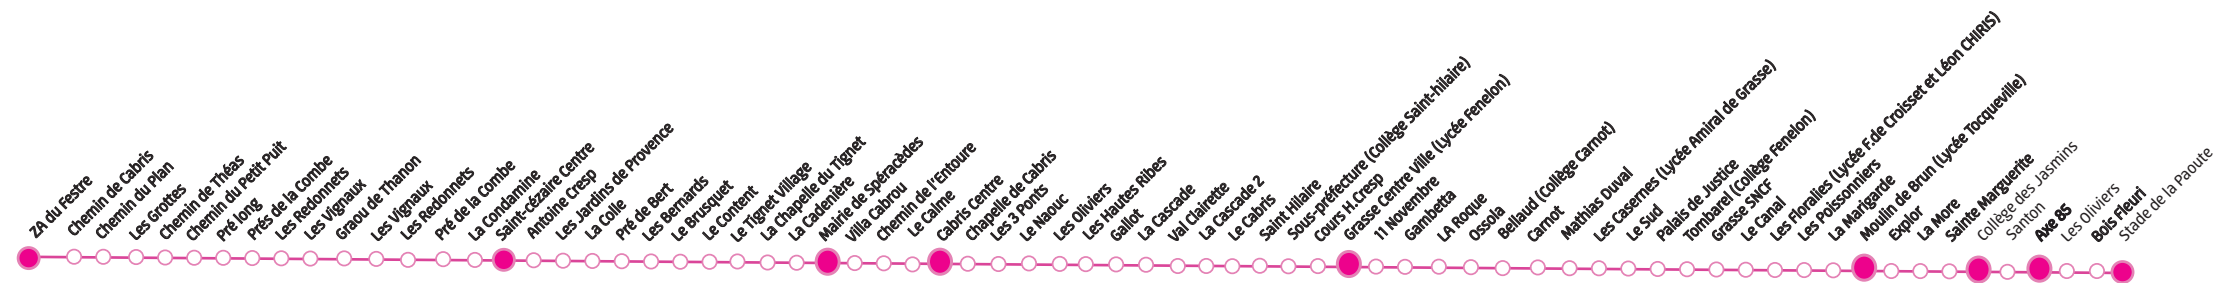 ZA du Festre
Chemin de Cabris
Chemin du Plan
Les Grottes
Chemin de Théas
Chemin du Petit Puit
Pré long
Prés de la Combe
Les Redonnets
Les Vignaux
Graou de Thanon
Les Vignaux
Les Redonnets
Pré de la Combe
La Condamine
Saint-cézaire Centre
Antoine Cresp
Les Jardins de Provence
La Colle
Pré de Bert
Les Bernards
Le Brusquet
Le Content
Le Tignet Village
La Chapelle du Tignet
La Cadenière
Mairie de Spéracèdes
Villa Cabrou
Chemin de l'Entoure
Le Calme
Cabris Centre
Chapelle de Cabris
Les 3 Ponts
Le Naouc
Les Oliviers
Les Hautes Ribes
Gallot
La Cascade
Val Clairette
La Cascade 2
Le Cabris
Saint Hilaire
Sous-préfecture (Collège Saint-hilaire)
Cours H.Cresp
Grasse Centre Ville (Lycée Fenelon)
11 Novembre
Gambetta
LA Roque
Ossola
Bellaud (Collège Carnot)
Carnot
Mathias Duval
Les Casernes (Lycée Amiral de Grasse)
Le Sud
Palais de Justice
Tombarel (Collège Fenelon)
Grasse SNCF
Le Canal
Les Floralies (Lycée F.de Croisset et Léon CHIRIS)
Les Poissonniers
La Marigarde
Moulin de Brun (Lycée Tocqueville)
Explor
La More
Sainte Marguerite
Collège des Jasmins
Santon
Axe 85
Les Oliviers
Bois Fleuri
Stade de la Paoute